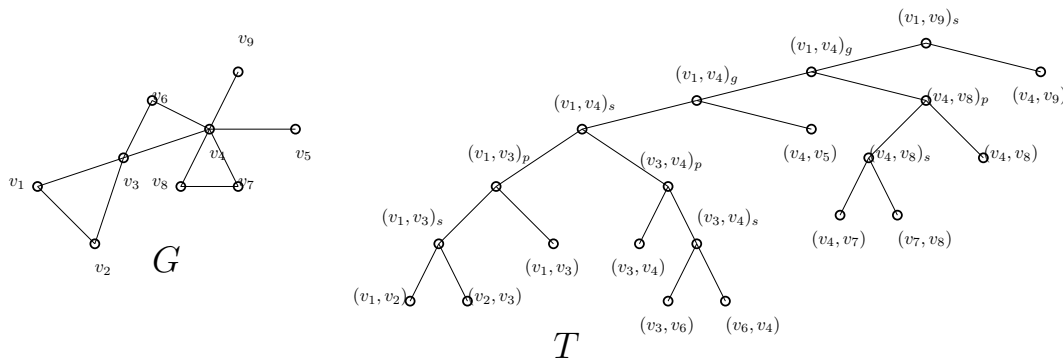 v₉
v₆
v₄
v₅
v₁
v₃
v₈
v₇
v₂
G
(v₁, v₉)ₛ
(v₁, v₄)g
(v₁, v₄)g
(v₄, v₈)ₚ
(v₄, v₉)
(v₁, v₄)ₛ
(v₁, v₃)ₚ
(v₃, v₄)ₚ
(v₄, v₅)
(v₄, v₈)ₛ
(v₄, v₈)
(v₁, v₃)ₛ
(v₃, v₄)ₛ
(v₄, v₇)
(v₇, v₈)
(v₁, v₃)
(v₃, v₄)
(v₁, v₂)
(v₂, v₃)
(v₃, v₆)
(v₆, v₄)
T